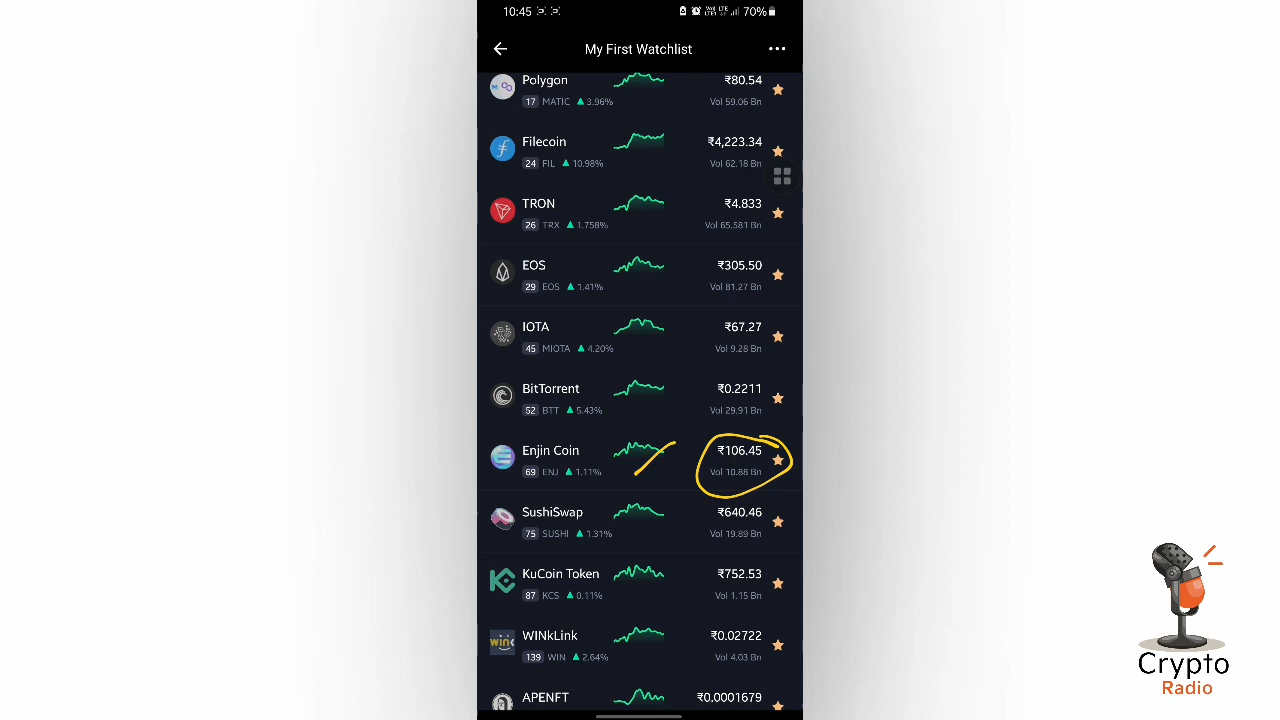 10:45
Vo) LTE
LTE1
70%
My First Watchlist
Polygon ₹80.54
17 MATIC ▲ 3.96% Vol 59.06 Bn
Filecoin ₹4,223.34
24 FIL ▲ 10.98% Vol 62.18 Bn
TRON ₹4.833
26 TRX ▲ 1.758% Vol 65.581 Bn
EOS ₹305.50
29 EOS ▲ 1.41% Vol 81.27 Bn
IOTA ₹67.27
45 MIOTA ▲ 4.20% Vol 9.28 Bn
BitTorrent ₹0.2211
52 BTT ▲ 5.43% Vol 29.91 Bn
Enjin Coin ₹106.45
69 ENJ ▲ 1.11% Vol 10.88 Bn
SushiSwap ₹640.46
75 SUSHI ▲ 1.31% Vol 19.89 Bn
KuCoin Token ₹752.53
87 KCS ▲ 0.11% Vol 1.15 Bn
WINkLink ₹0.02722
139 WIN ▲ 2.64% Vol 4.03 Bn
APENFT ₹0.0001679
Crypto
Radio